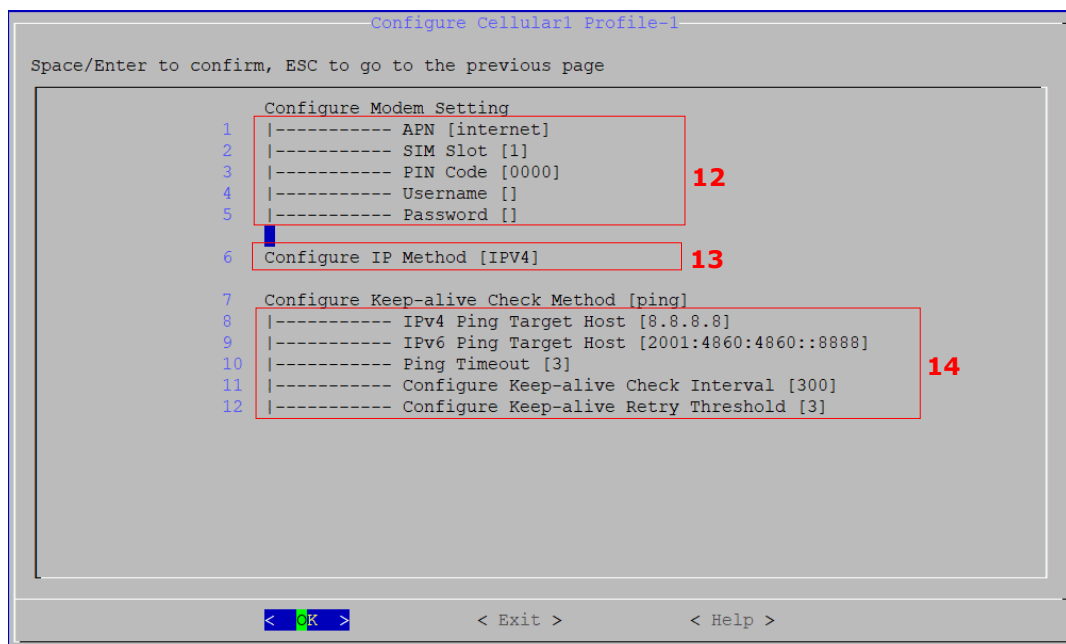 Configure Cellular1 Profile-1
Space/Enter to confirm, ESC to go to the previous page
Configure Modem Setting
1 |----------- APN [internet]
2 |----------- SIM Slot [1]
3 |----------- PIN Code [0000]
4 |----------- Username []
5 |----------- Password []
12
6 Configure IP Method [IPV4]
13
7 Configure Keep-alive Check Method [ping]
8 |----------- IPv4 Ping Target Host [8.8.8.8]
9 |----------- IPv6 Ping Target Host [2001:4860:4860::8888]
10 |----------- Ping Timeout [3]
11 |----------- Configure Keep-alive Check Interval [300]
12 |----------- Configure Keep-alive Retry Threshold [3]
14
< OK > < Exit > < Help >